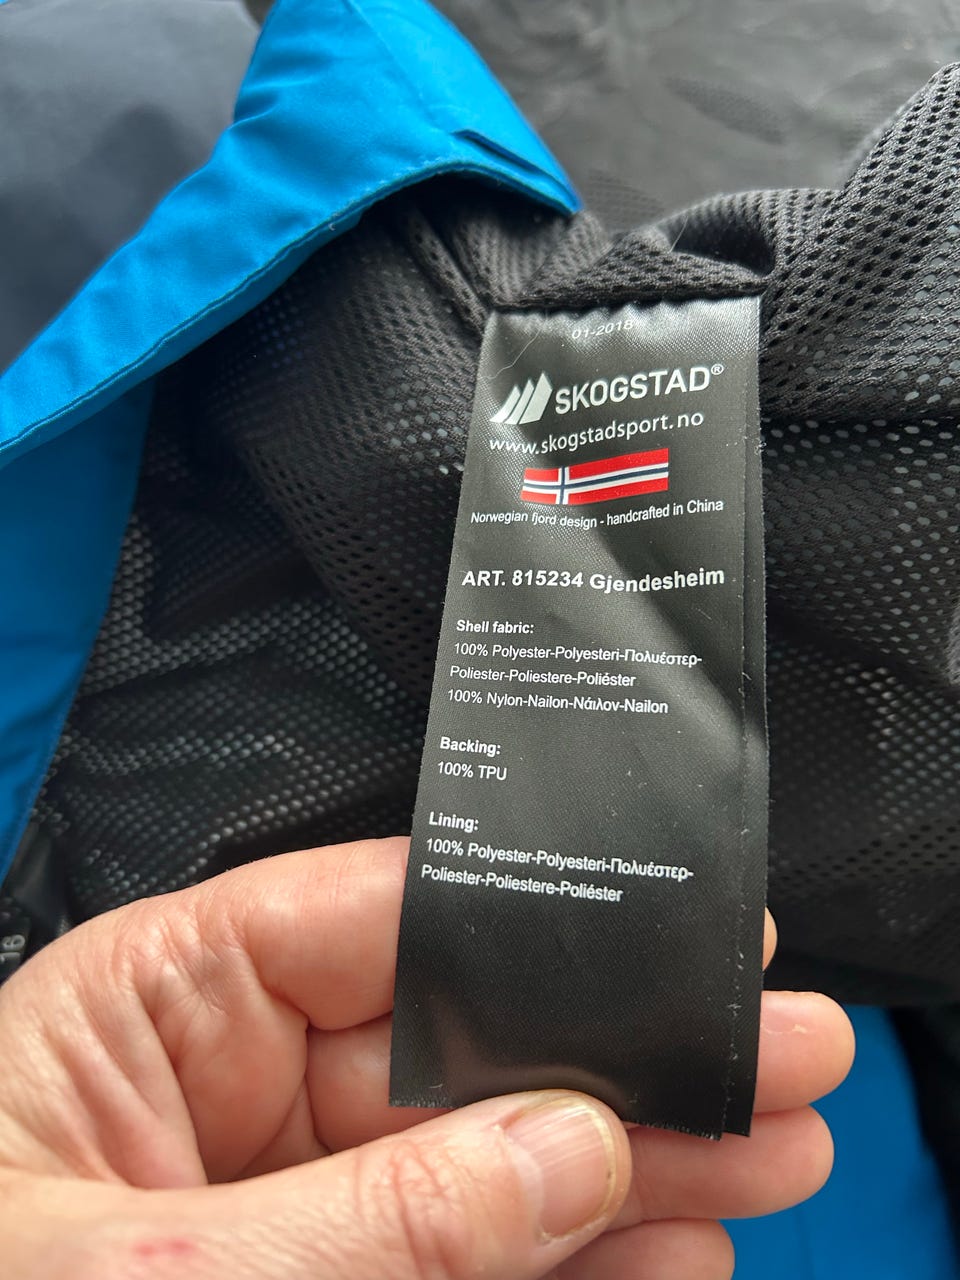 01-2018
SKOGSTAD®
www.skogstadsport.no
Norwegian fjord design - handcrafted in China
ART. 815234 Gjendesheim
Shell fabric:
100% Polyester-Polyesteri-Πολυέστερ-
Poliester-Poliestere-Poliéster
100% Nylon-Nailon-Νάιλον-Nailon
Backing:
100% TPU
Lining:
100% Polyester-Polyesteri-Πολυέστερ-
Poliester-Poliestere-Poliéster
16